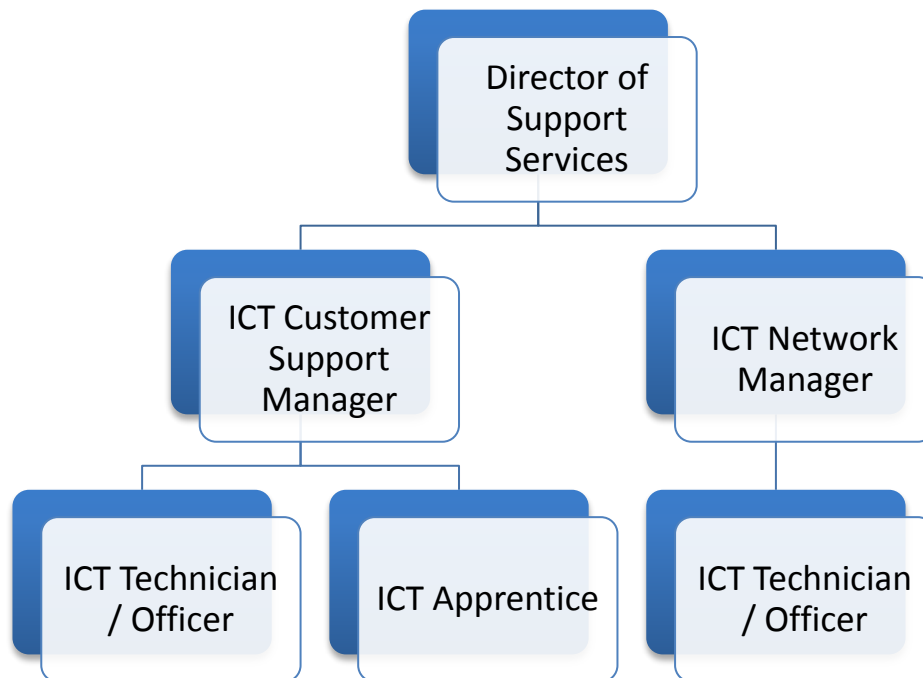 Director of
Support
Services
ICT Customer
Support
Manager
ICT Network
Manager
ICT Technician
/ Officer
ICT Apprentice
ICT Technician
/ Officer